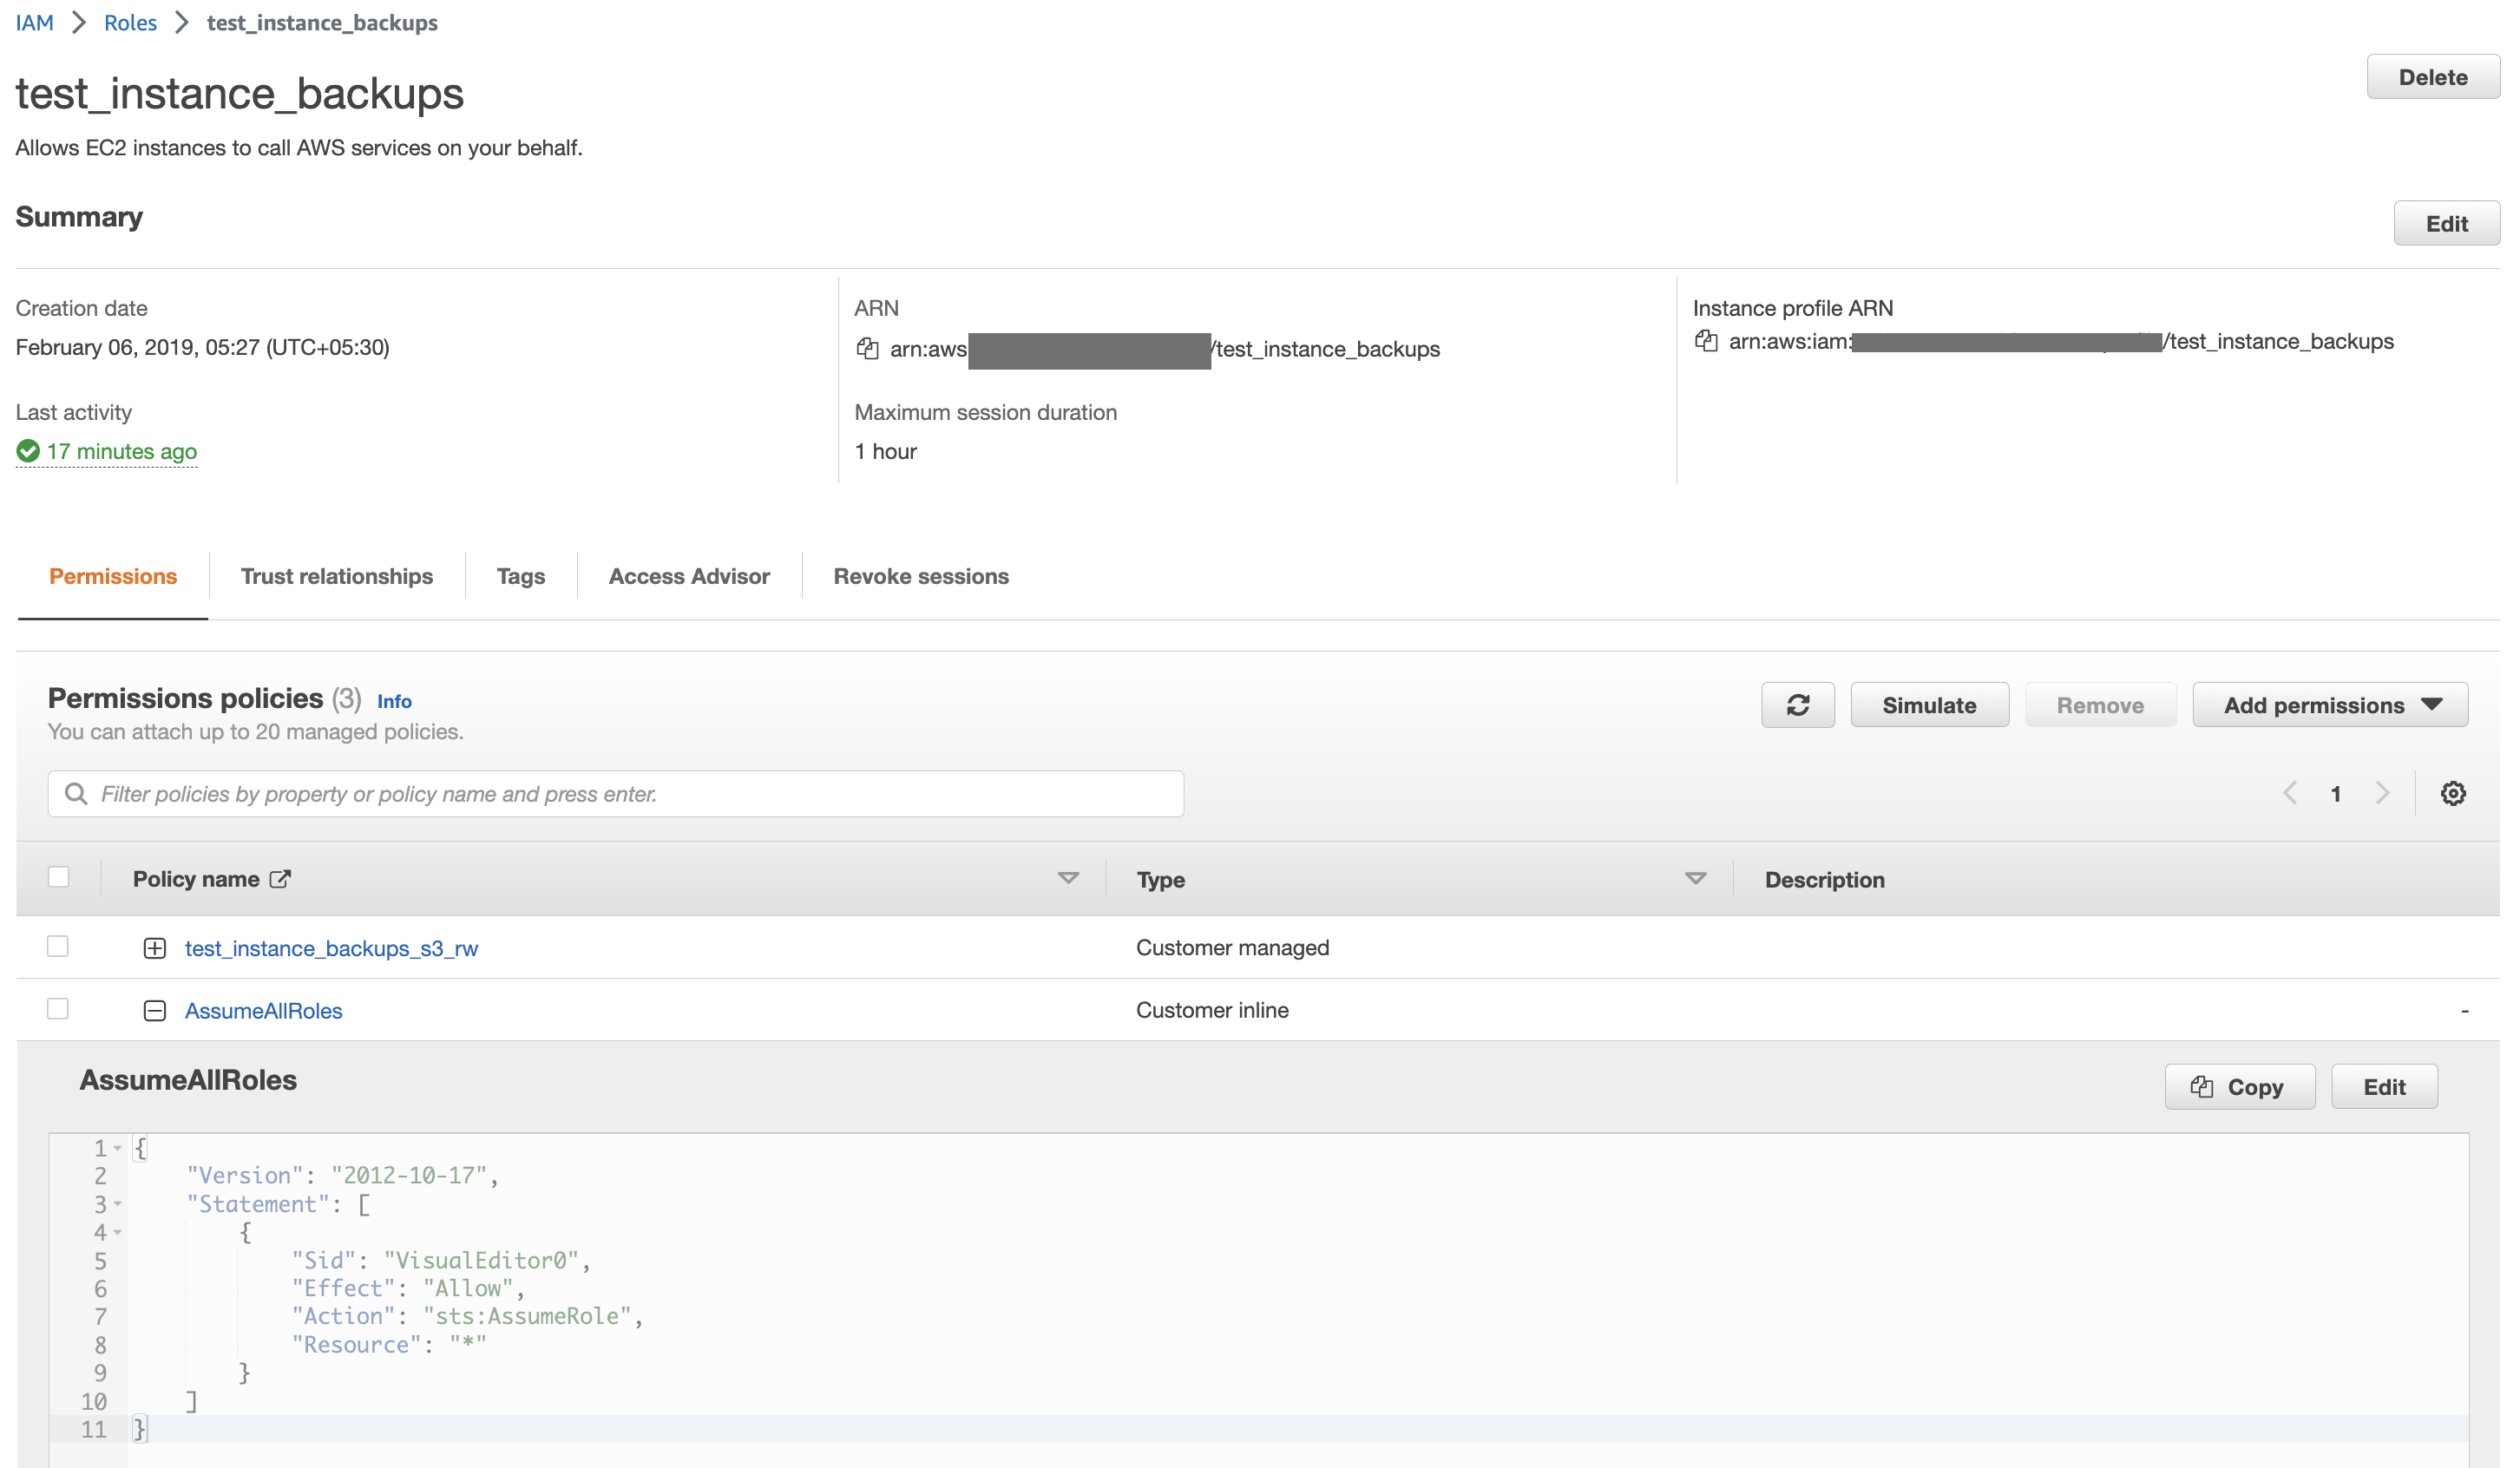 IAM > Roles > test_instance_backups
test_instance_backups
Delete
Allows EC2 instances to call AWS services on your behalf.
Summary
Edit
Creation date
February 06, 2019, 05:27 (UTC+05:30)
ARN
arn:aws /test_instance_backups
Instance profile ARN
arn:aws:iam: /test_instance_backups
Last activity
17 minutes ago
Maximum session duration
1 hour
Permissions Trust relationships Tags Access Advisor Revoke sessions
Permissions policies (3) Info
You can attach up to 20 managed policies.
Simulate Remove Add permissions
Filter policies by property or policy name and press enter.
1
Policy name Type Description
test_instance_backups_s3_rw Customer managed
AssumeAllRoles Customer inline -
AssumeAllRoles
Copy Edit
1 {
2 "Version": "2012-10-17",
3 "Statement": [
4 {
5 "Sid": "VisualEditor0",
6 "Effect": "Allow",
7 "Action": "sts:AssumeRole",
8 "Resource": "*"
9 }
10 ]
11 }